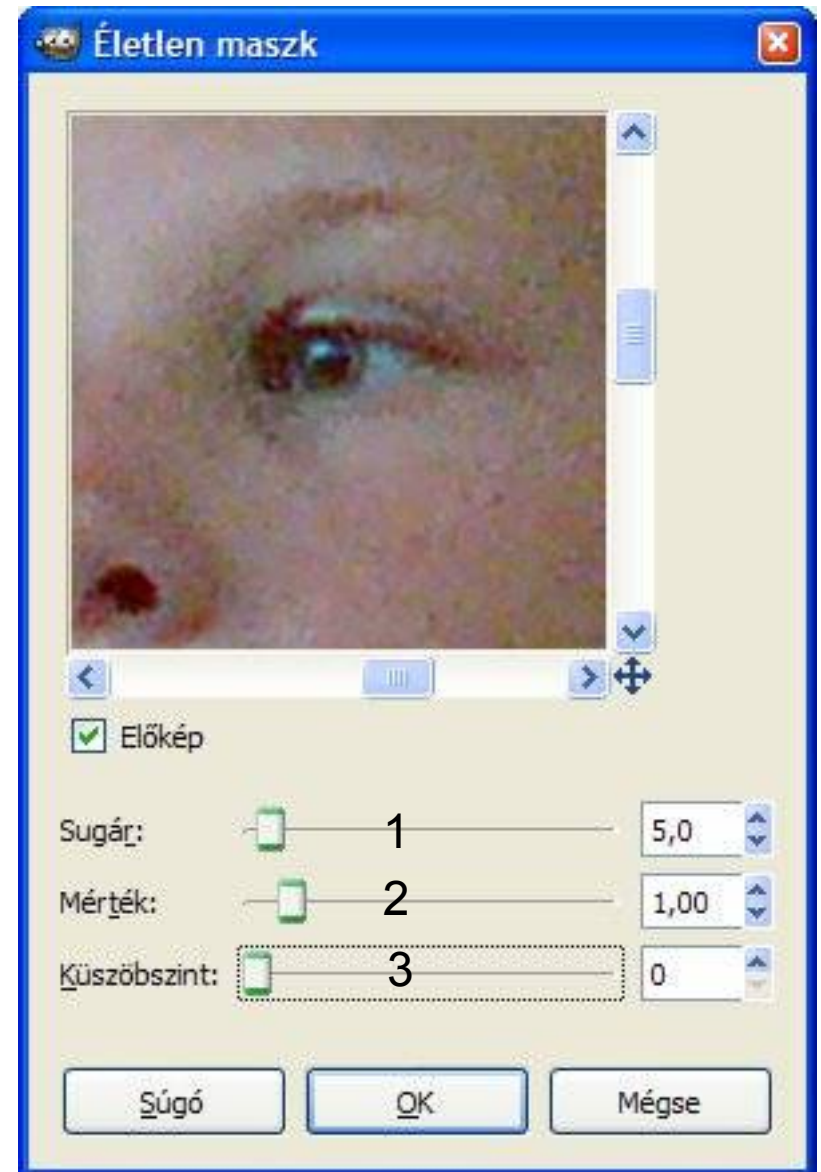 Életlen maszk
Előkép
Sugár: 1 5,0
Mérték: 2 1,00
Küszöbszint: 3 0
Súgó OK Mégse